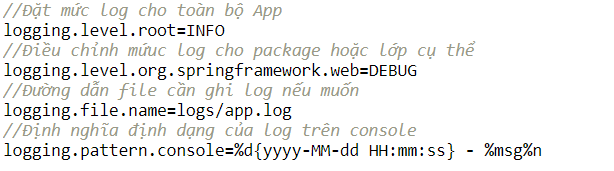 //Đặt mức log cho toàn bộ App
logging.level.root=INFO
//Điều chỉnh mứuc log cho package hoặc lớp cụ thể
logging.level.org.springframework.web=DEBUG
//Đường dẫn file cần ghi log nếu muốn
logging.file.name=logs/app.log
//Định nghĩa định dạng của log trên console
logging.pattern.console=%d{yyyy-MM-dd HH:mm:ss} - %msg%n